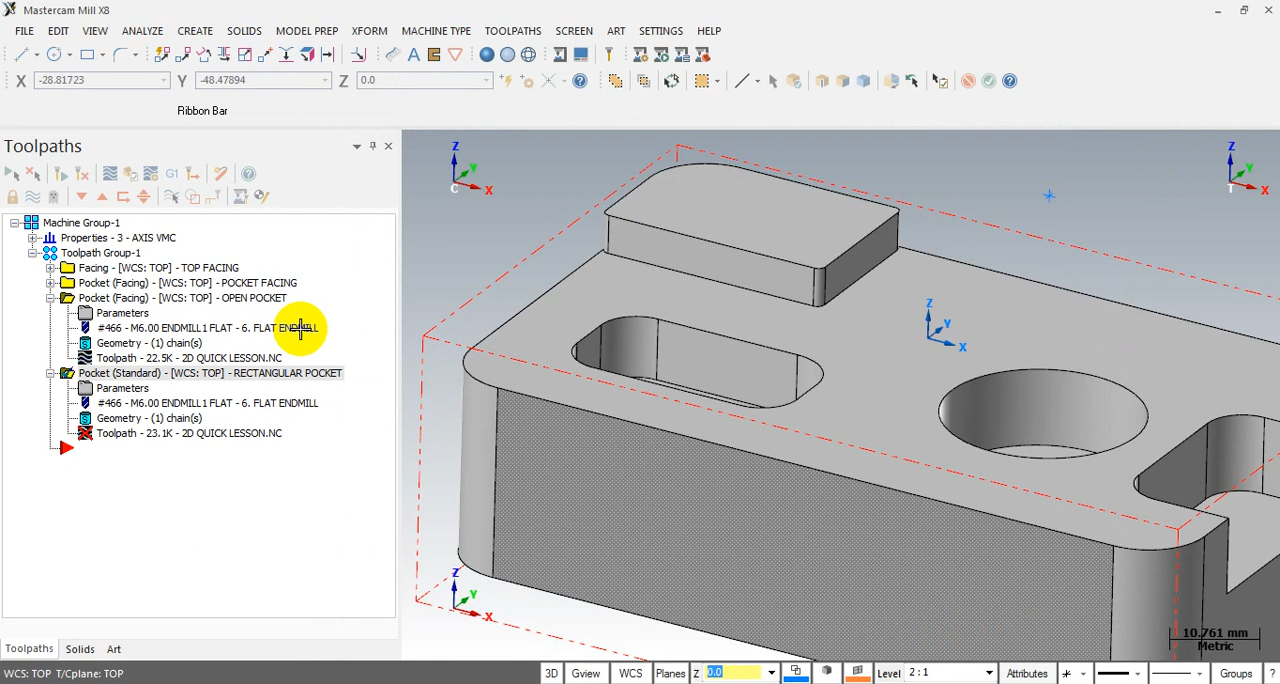 Mastercam Mill X8
FILE EDIT VIEW ANALYZE CREATE SOLIDS MODEL PREP XFORM MACHINE TYPE TOOLPATHS SCREEN ART SETTINGS HELP
X -28.81723 Y -48.47894 Z 0.0
Ribbon Bar
Toolpaths
G1
Machine Group-1
Properties - 3 - AXIS VMC
Toolpath Group-1
Facing - [WCS: TOP] - TOP FACING
Pocket (Facing) - [WCS: TOP] - POCKET FACING
Pocket (Facing) - [WCS: TOP] - OPEN POCKET
Parameters
#466 - M6.00 ENDMILL1 FLAT - 6. FLAT ENDMILL
Geometry - (1) chain(s)
Toolpath - 22.5K - 2D QUICK LESSON.NC
Pocket (Standard) - [WCS: TOP] - RECTANGULAR POCKET
Parameters
#466 - M6.00 ENDMILL1 FLAT - 6. FLAT ENDMILL
Geometry - (1) chain(s)
Toolpath - 23.1K - 2D QUICK LESSON.NC
Z Y X C
Z Y X T
Z Y X
Z Y X
10.761 mm
Metric
Toolpaths Solids Art
WCS: TOP T/Cplane: TOP 3D Gview WCS Planes Z 0.0 Level 2 : 1 Attributes Groups ?